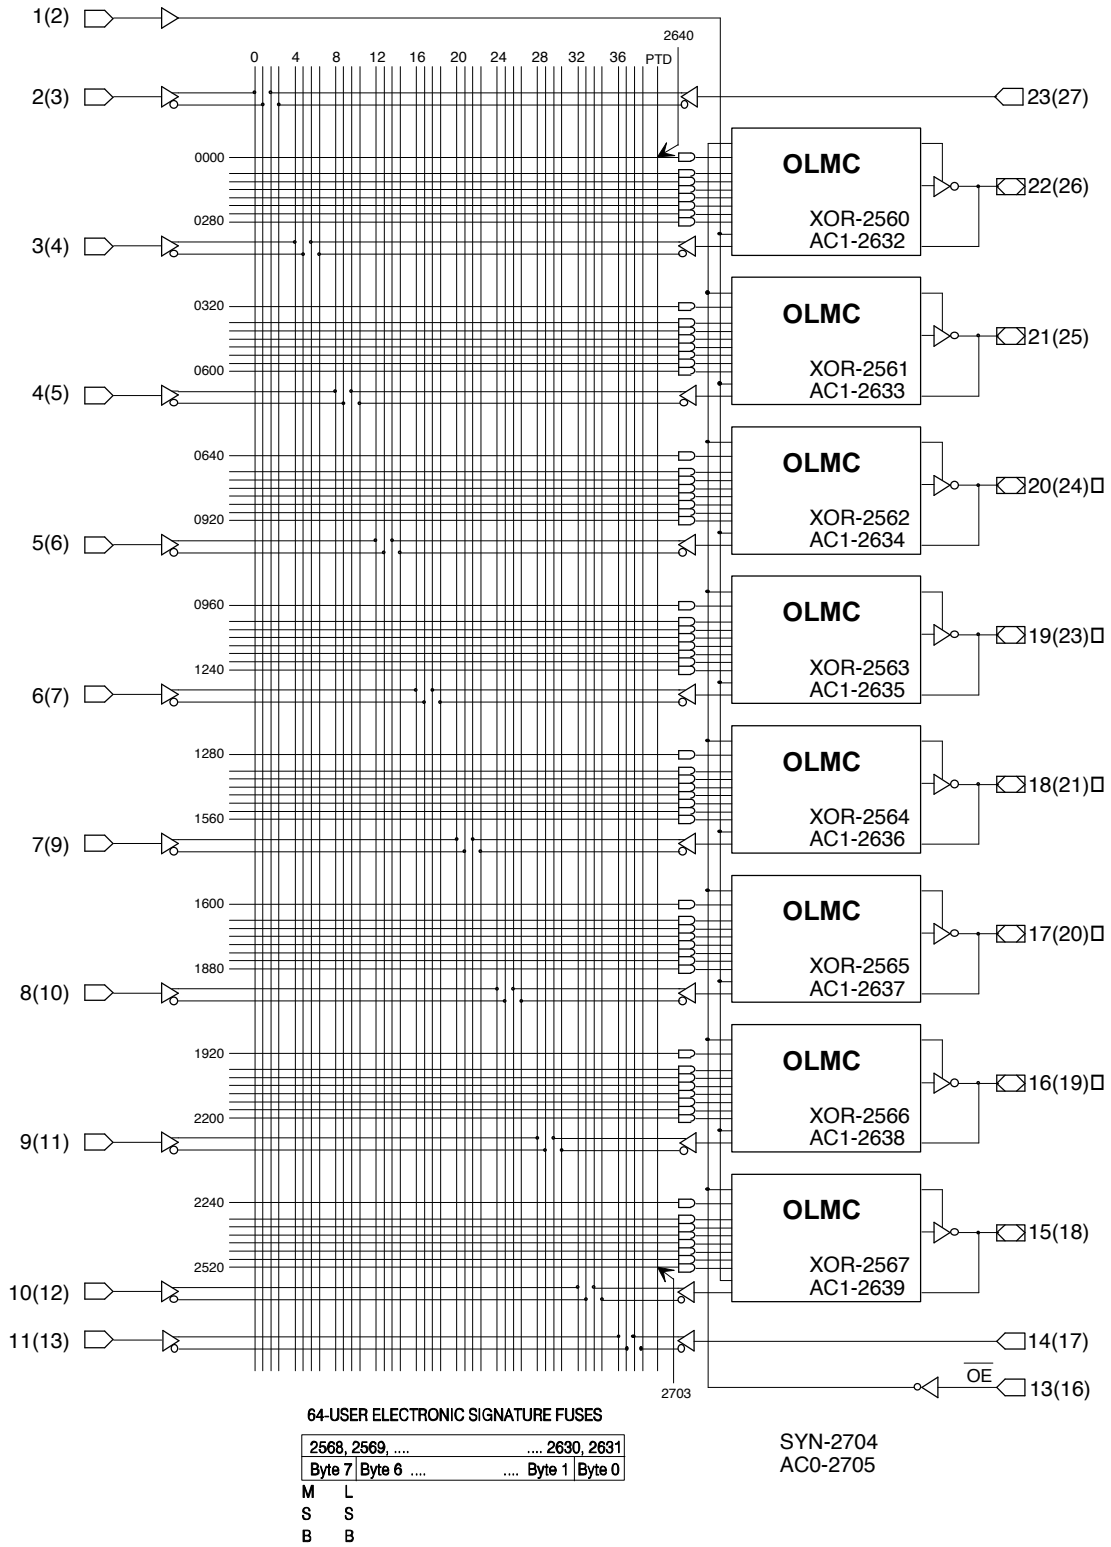 1(2)
2640
0 4 8 12 16 20 24 28 32 36 PTD
2(3)
23(27)
0000
OLMC
22(26)
0280
XOR-2560
3(4)
AC1-2632
0320
OLMC
21(25)
0600
XOR-2561
4(5)
AC1-2633
0640
OLMC
20(24)
0920
XOR-2562
5(6)
AC1-2634
0960
OLMC
19(23)
1240
XOR-2563
6(7)
AC1-2635
1280
OLMC
18(21)
1560
XOR-2564
7(9)
AC1-2636
1600
OLMC
17(20)
1880
XOR-2565
8(10)
AC1-2637
1920
OLMC
16(19)
2200
XOR-2566
9(11)
AC1-2638
2240
OLMC
15(18)
2520
XOR-2567
10(12)
AC1-2639
11(13)
14(17)
OE
13(16)
2703
64-USER ELECTRONIC SIGNATURE FUSES
2568, 2569, .... .... 2630, 2631
Byte 7 Byte 6 .... .... Byte 1 Byte 0
M L
S S
B B
SYN-2704
AC0-2705